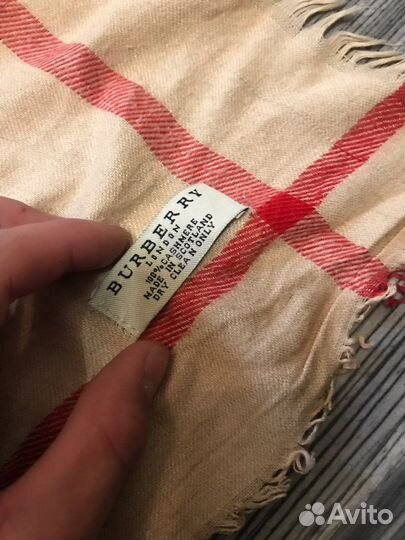 BURBERRY
LONDON
100% CASHMERE
MADE IN SCOTLAND
DRY CLEAN ONLY
Avito